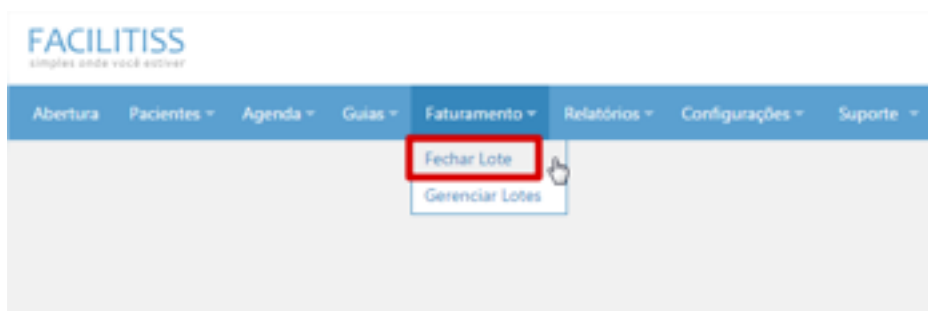 FACILITISS
simples onde você estiver
Abertura Pacientes Agenda Guias Faturamento Relatórios Configurações Suporte
Fechar Lote
Gerenciar Lotes